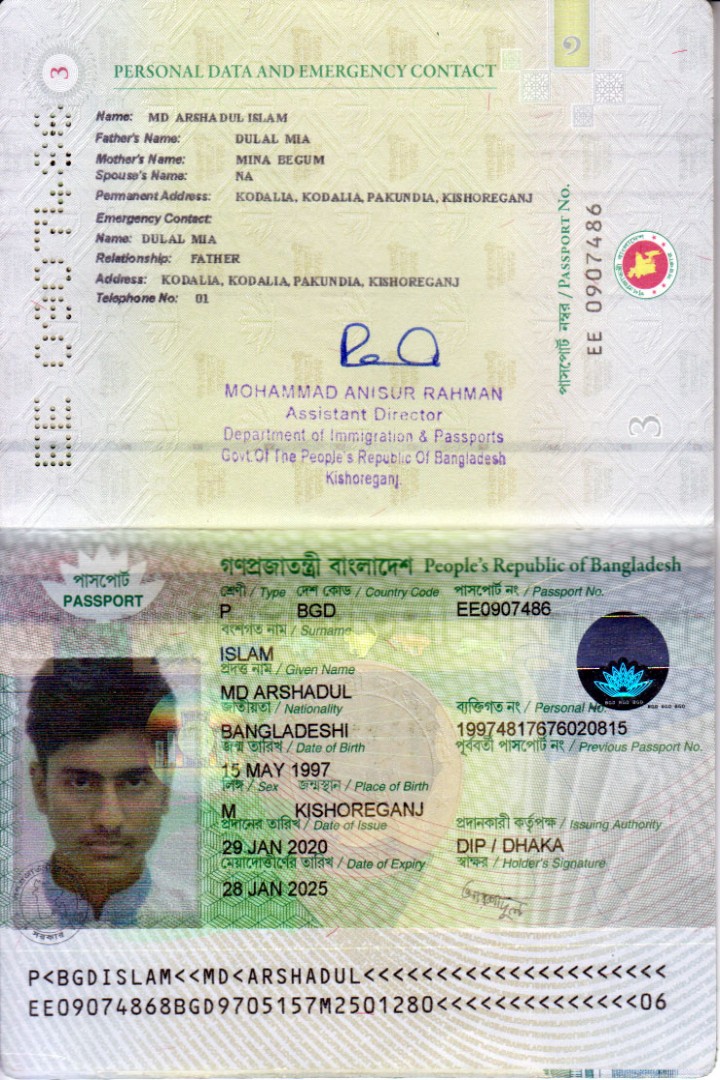 3
PERSONAL DATA AND EMERGENCY CONTACT
Name: MD ARSHADUL ISLAM
Father's Name: DULAL MIA
Mother's Name: MINA BEGUM
Spouse's Name: NA
Permanent Address: KODALIA, KODALIA, PAKUNDIA, KISHOREGANJ
Emergency Contact:
Name: DULAL MIA
Relationship: FATHER
Address: KODALIA, KODALIA, PAKUNDIA, KISHOREGANJ
Telephone No: 01
EE 0907486
পাসপোর্ট নম্বর / PASSPORT No.
EE 0907486
3
MOHAMMAD ANISUR RAHMAN
Assistant Director
Department of Immigration & Passports
Govt.Of The People's Republic Of Bangladesh
Kishoreganj.
গণপ্রজাতন্ত্রী বাংলাদেশ People's Republic of Bangladesh
পাসপোর্ট
PASSPORT
শ্রেণী / Type দেশ কোড / Country Code পাসপোর্ট নং / Passport No.
P BGD EE0907486
বংশগত নাম / Surname
ISLAM
প্রদত্ত নাম / Given Name
MD ARSHADUL
জাতীয়তা / Nationality ব্যক্তিগত নং / Personal No.
BANGLADESHI 19974817676020815
জন্ম তারিখ / Date of Birth পূর্ববর্তী পাসপোর্ট নং / Previous Passport No.
15 MAY 1997
লিঙ্গ / Sex জন্মস্থান / Place of Birth
M KISHOREGANJ
প্রদানের তারিখ / Date of Issue প্রদানকারী কর্তৃপক্ষ / Issuing Authority
29 JAN 2020 DIP / DHAKA
মেয়াদোত্তীর্ণের তারিখ / Date of Expiry স্বাক্ষর / Holder's Signature
28 JAN 2025
P<BGDISLAM<<MD<ARSHADUL<<<<<<<<<<<<<<<<<<<<<
EE09074868BGD9705157M2501280<<<<<<<<<<<<<<06